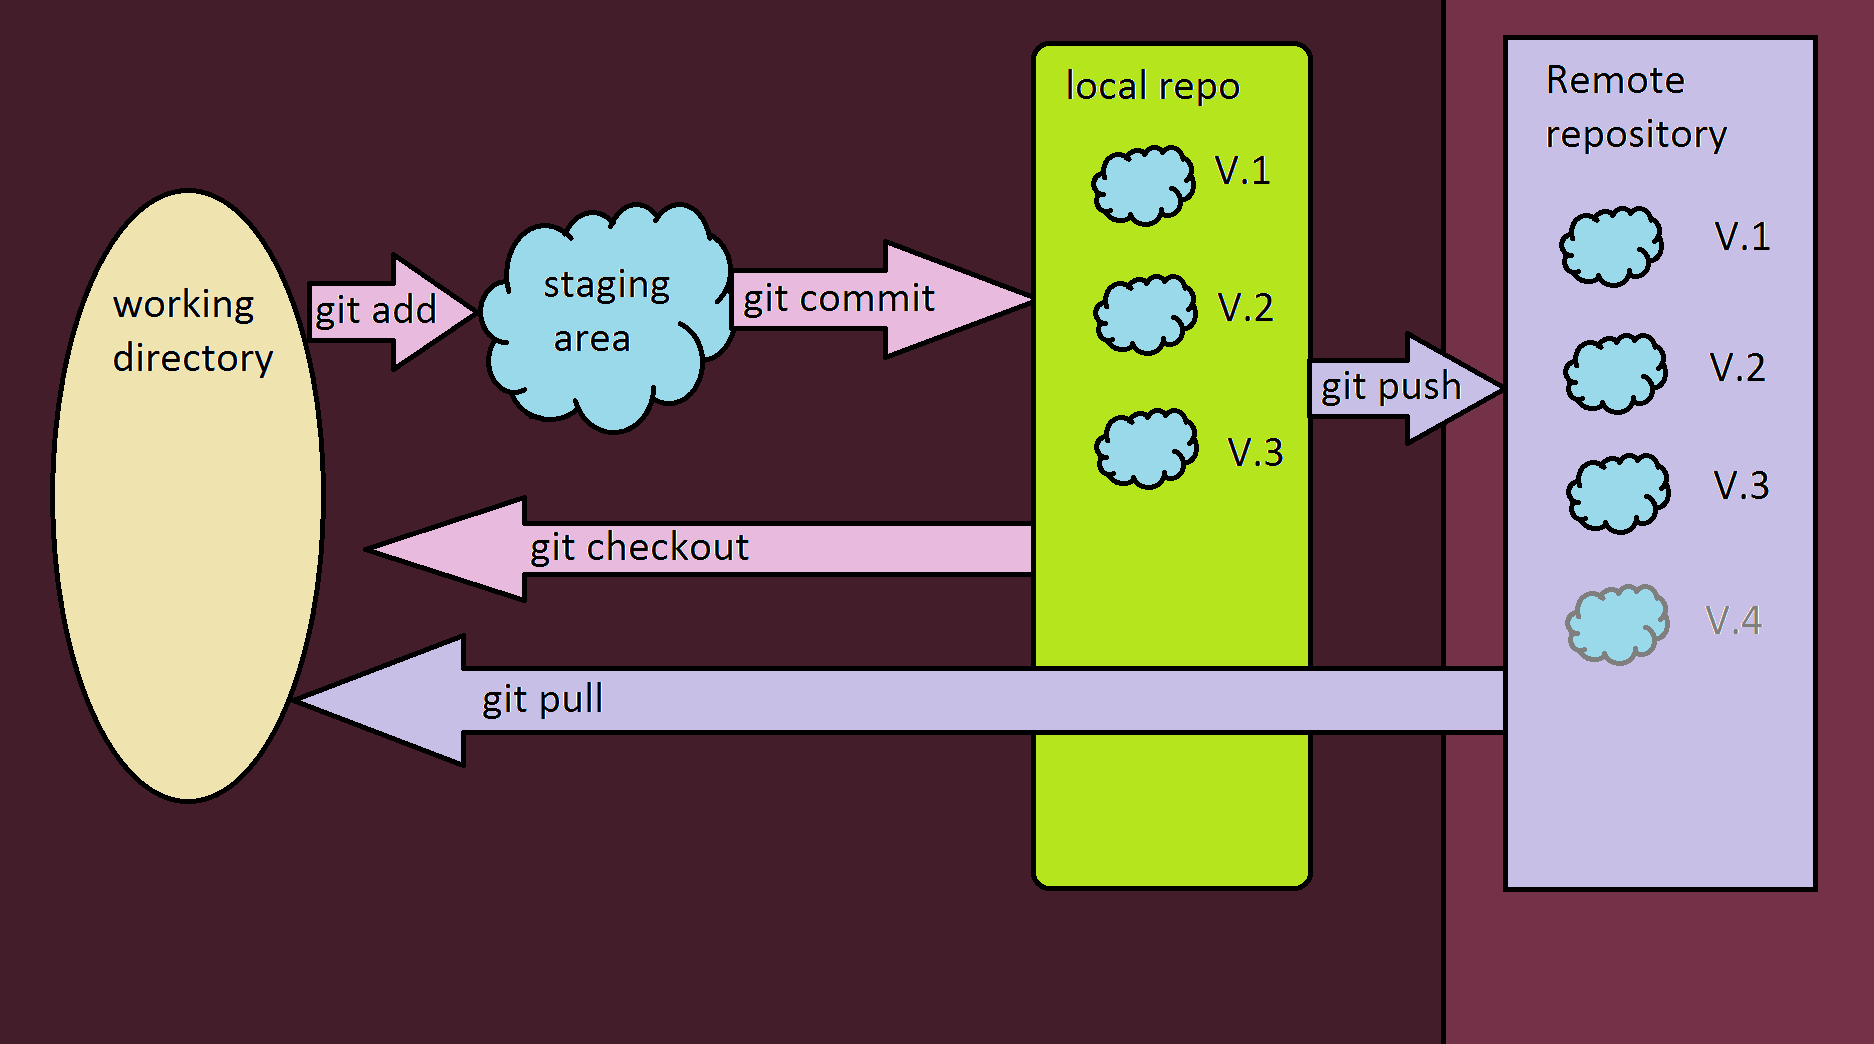 working
directory
git add
staging
area
git commit
local repo
V.1
V.2
V.3
git push
Remote
repository
V.1
V.2
V.3
V.4
git checkout
git pull